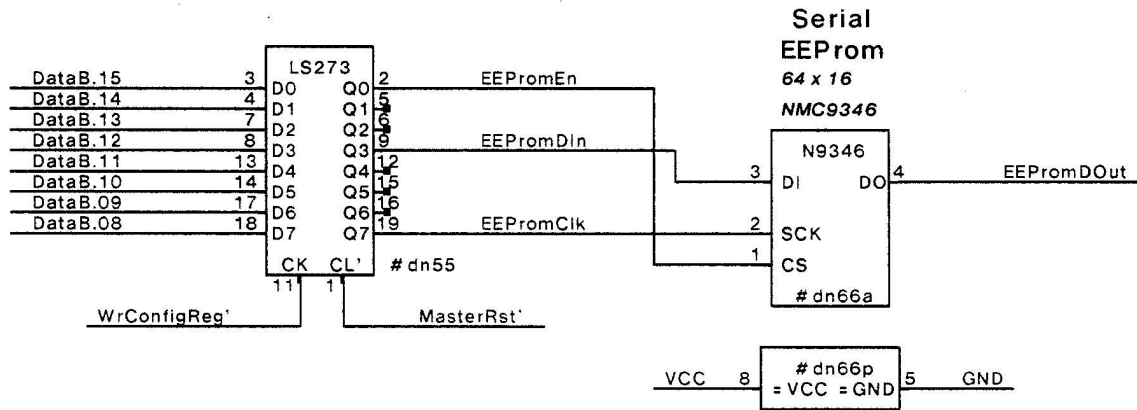 Serial
EEProm
64 x 16
NMC9346
LS273
DataB.15 3 D0 Q0 2 EEPromEn
DataB.14 4 D1 Q1 5
DataB.13 7 D2 Q2 6
DataB.12 8 D3 Q3 9 EEPromDIn
DataB.11 13 D4 Q4 12
DataB.10 14 D5 Q5 15
DataB.09 17 D6 Q6 16
DataB.08 18 D7 Q7 19 EEPromClk
CK CL' #dn55
11 1
WrConfigReg' MasterRst'
N9346
3 DI DO 4 EEPromDOut
2 SCK
1 CS
#dn66a
#dn66p
VCC 8 =VCC =GND 5 GND